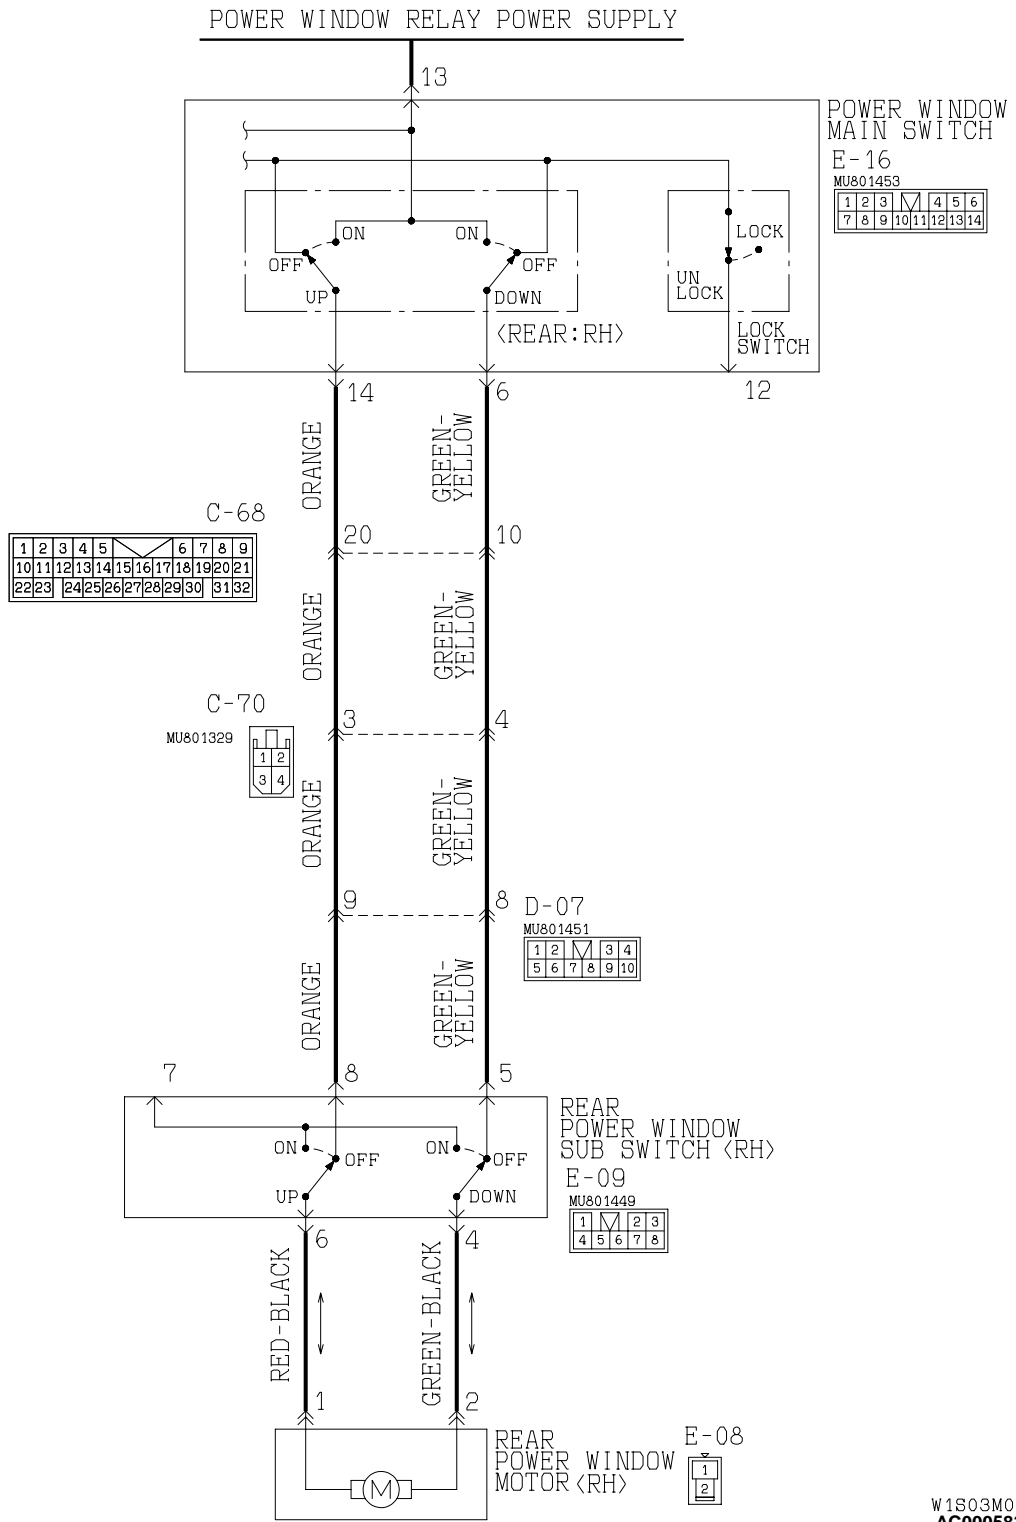 POWER WINDOW RELAY POWER SUPPLY
13
POWER WINDOW
MAIN SWITCH
E-16
MU801453
1 2 3 4 5 6
7 8 9 10 11 12 13 14
ON
ON
LOCK
OFF
OFF
UP
DOWN
UN
LOCK
<REAR:RH>
LOCK
SWITCH
14
6
12
ORANGE
GREEN-
YELLOW
C-68
20
10
1 2 3 4 5 6 7 8 9
10 11 12 13 14 15 16 17 18 19 20 21
22 23 24 25 26 27 28 29 30 31 32
ORANGE
GREEN-
YELLOW
C-70
3
4
MU801329
1 2
3 4
ORANGE
GREEN-
YELLOW
9
8
D-07
MU801451
1 2 3 4
5 6 7 8 9 10
ORANGE
GREEN-
YELLOW
7
8
5
REAR
POWER WINDOW
SUB SWITCH <RH>
ON
OFF
ON
OFF
UP
DOWN
E-09
MU801449
1 2 3
4 5 6 7 8
6
4
RED-BLACK
GREEN-BLACK
1
2
REAR
POWER WINDOW
MOTOR <RH>
M
E-08
1
2
W1S03M0